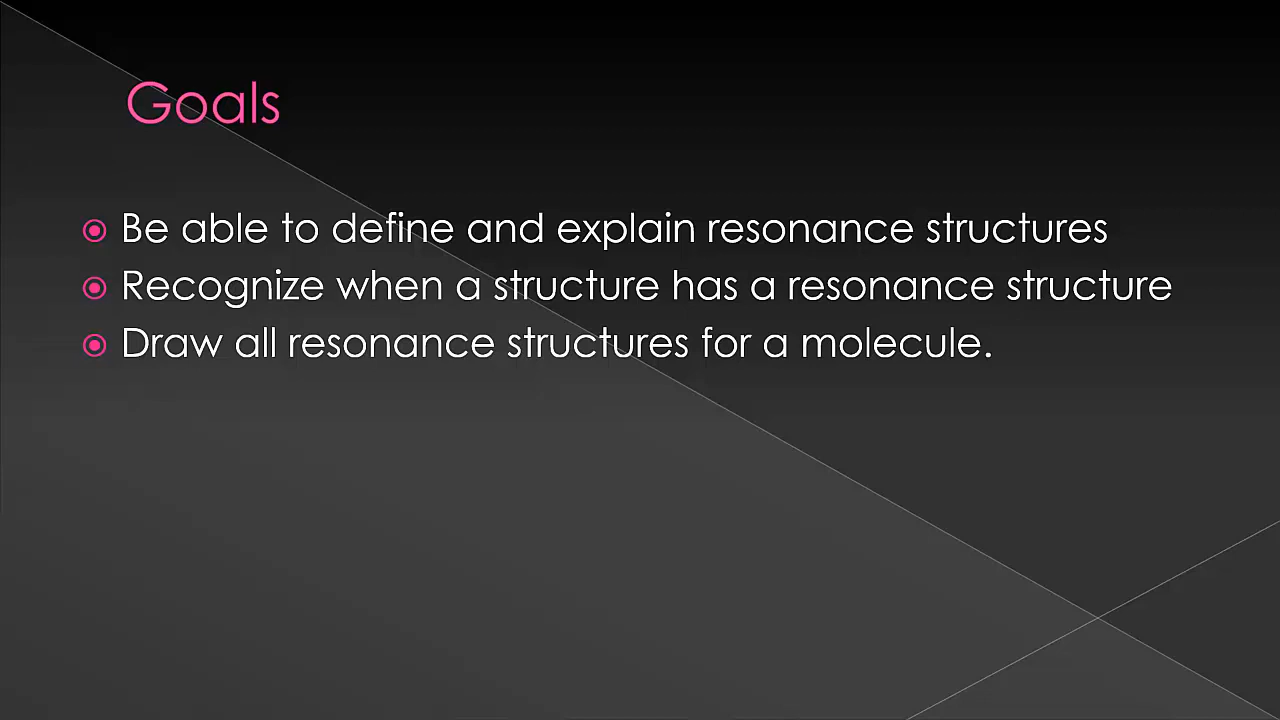 Goals
Be able to define and explain resonance structures
Recognize when a structure has a resonance structure
Draw all resonance structures for a molecule.